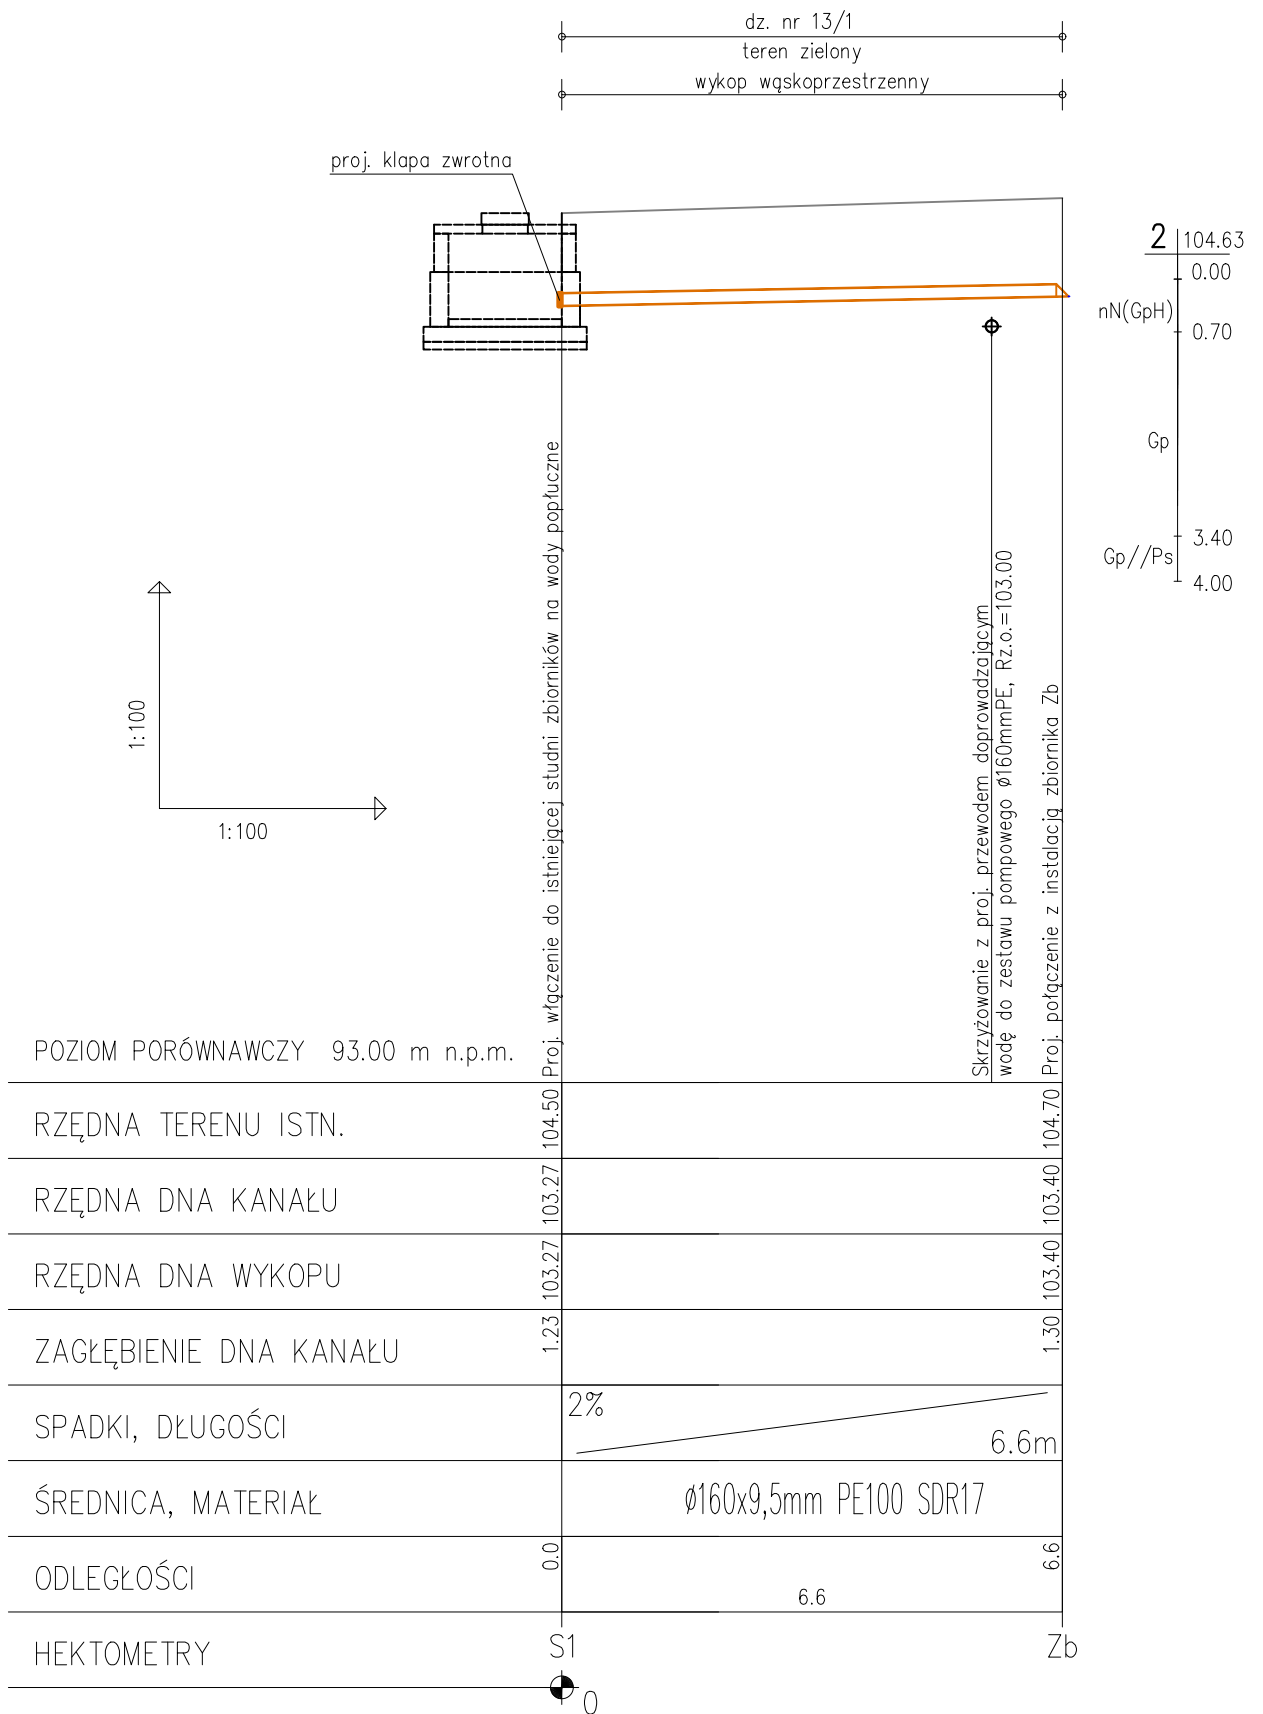 dz. nr 13/1
teren zielony
wykop wąskoprzestrzenny
proj. klapa zwrotna
2 104.63
0.00
nN(GpH)
0.70
Gp
3.40
Gp//Ps
4.00
1:100
1:100
Proj. włączenie do istniejącej studni zbiorników na wody popłuczne
Skrzyżowanie z proj. przewodem doprowadzającym
wodę do zestawu pompowego ø160mmPE, Rz.o.=103.00
Proj. połączenie z instalacją zbiornika Zb
POZIOM PORÓWNAWCZY 93.00 m n.p.m.
RZĘDNA TERENU ISTN. 104.50 104.70
RZĘDNA DNA KANAŁU 103.27 103.40
RZĘDNA DNA WYKOPU 103.27 103.40
ZAGŁĘBIENIE DNA KANAŁU 1.23 1.30
SPADKI, DŁUGOŚCI 2% 6.6m
ŚREDNICA, MATERIAŁ ø160x9,5mm PE100 SDR17
ODLEGŁOŚCI 0.0 6.6 6.6
HEKTOMETRY S1 Zb
0